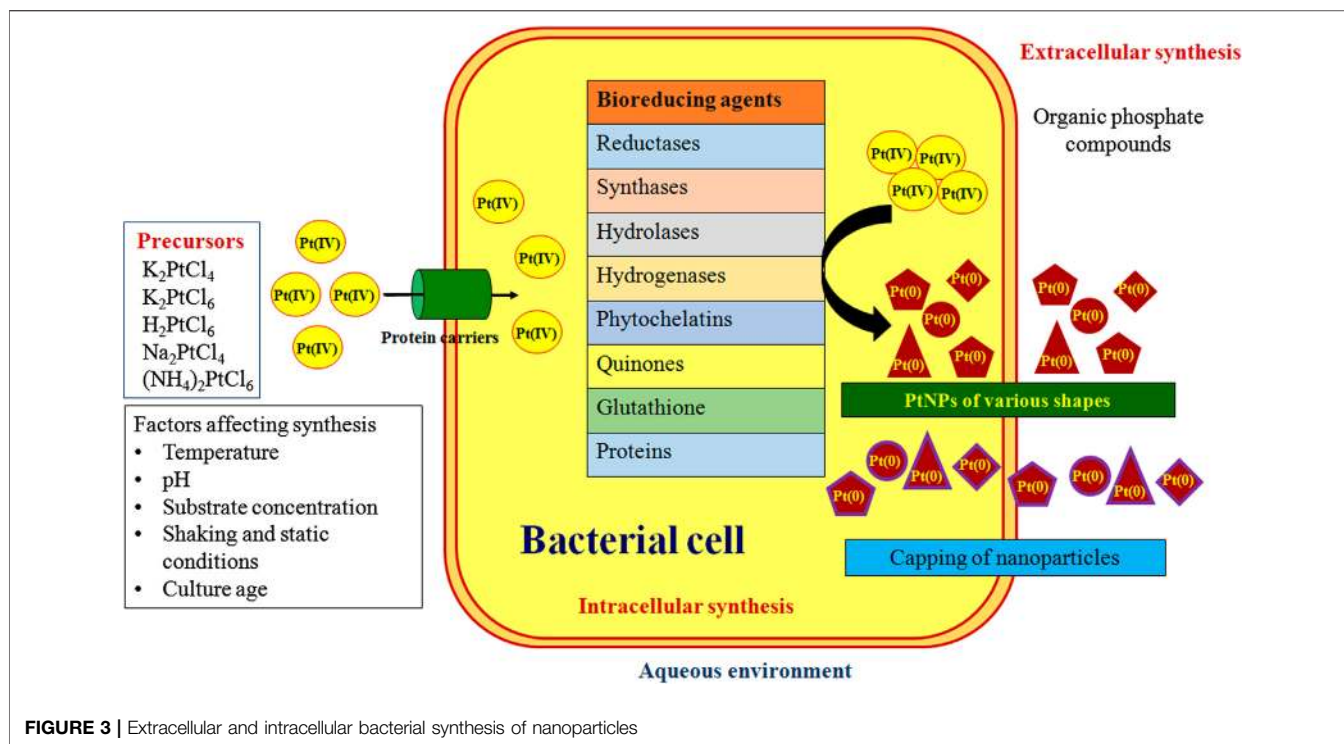 Extracellular synthesis
Organic phosphate
compounds
Precursors
K₂PtCl₄
K₂PtCl₆
H₂PtCl₆
Na₂PtCl₄
(NH₄)₂PtCl₆
Factors affecting synthesis
• Temperature
• pH
• Substrate concentration
• Shaking and static
conditions
• Culture age
Pt(IV)
Pt(IV)
Pt(IV)
Pt(IV)
Protein carriers
Pt(IV)
Pt(IV)
Pt(IV)
Bioreducing agents
Reductases
Synthases
Hydrolases
Hydrogenases
Phytochelatins
Quinones
Glutathione
Proteins
Pt(IV)
Pt(IV)
Pt(IV)
Pt(IV)
Pt(0)
Pt(0)
Pt(0)
Pt(0)
Pt(0)
Pt(0)
Pt(0)
Pt(0)
Pt(0)
Pt(0)
PtNPs of various shapes
Pt(0)
Pt(0)
Pt(0)
Pt(0)
Pt(0)
Pt(0)
Pt(0)
Pt(0)
Capping of nanoparticles
Bacterial cell
Intracellular synthesis
Aqueous environment
FIGURE 3 | Extracellular and intracellular bacterial synthesis of nanoparticles